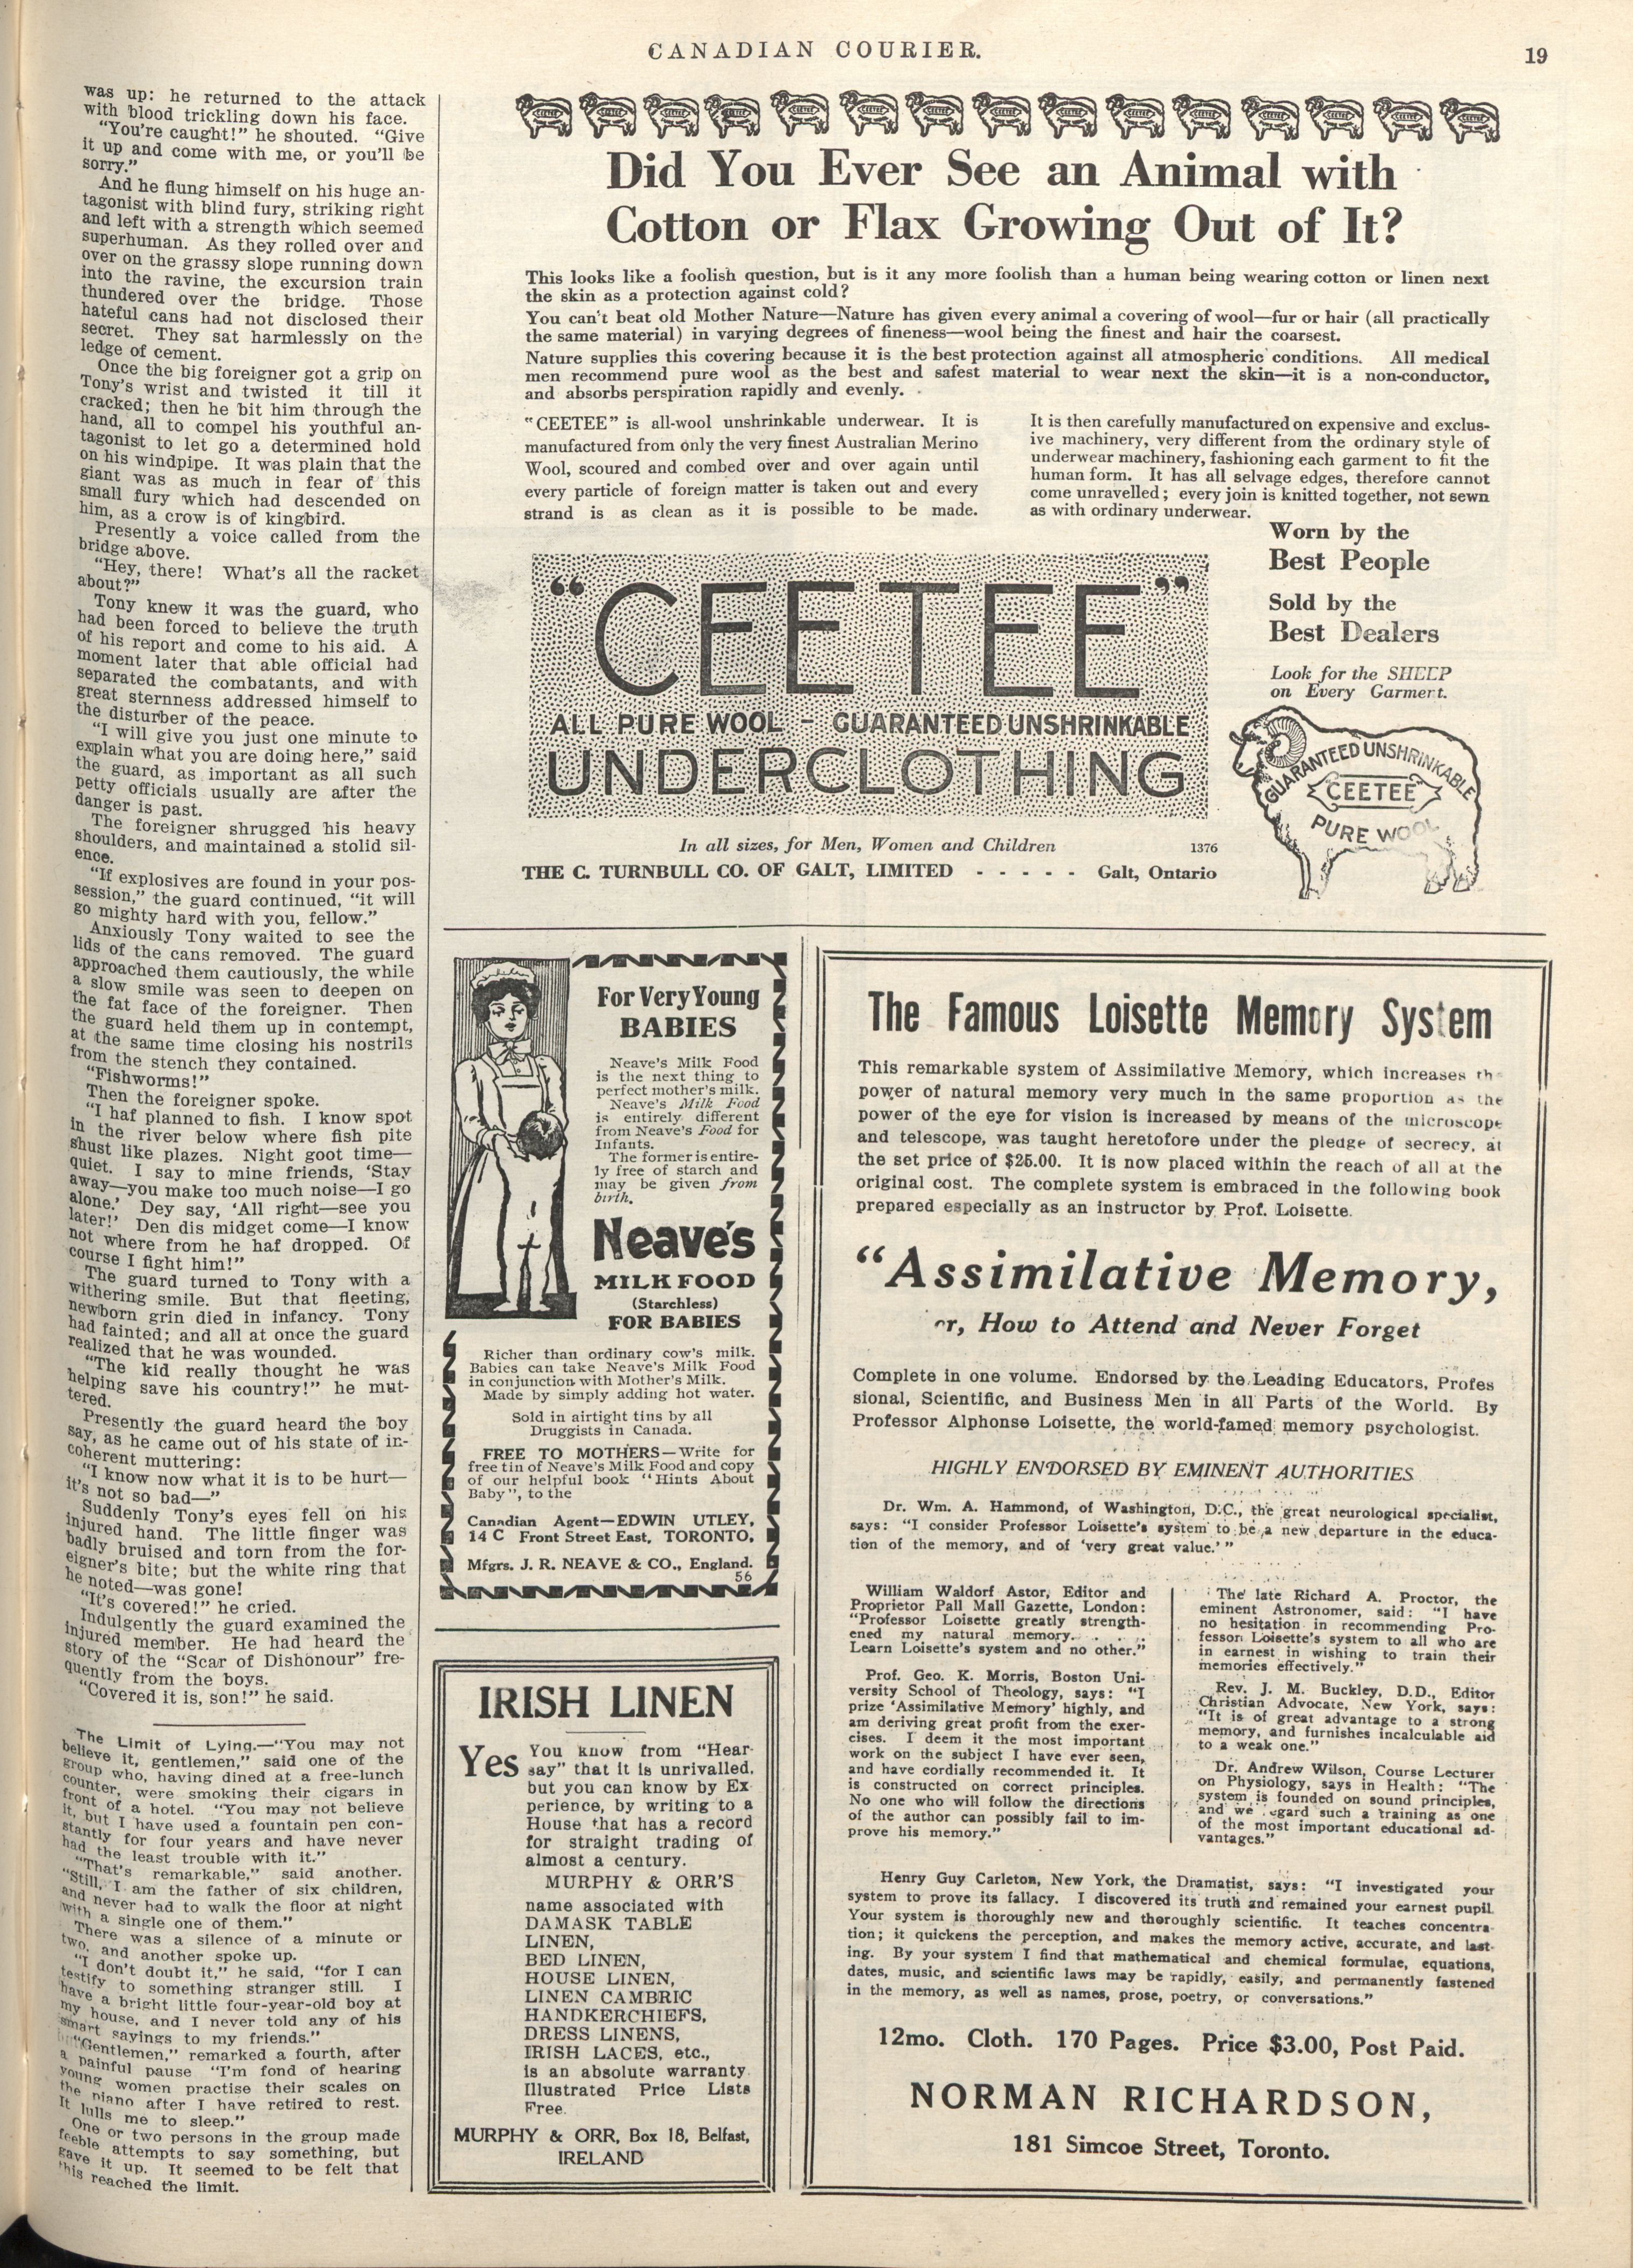 CANADIAN COURIER.
19
was up: he returned to the attack
with blood trickling down his face.
"You're caught!" he shouted. "Give
it up and come with me, or you'll be
sorry."
And he flung himself on his huge an-
tagonist with blind fury, striking right
and left with a strength which seemed
superhuman. As they rolled over and
over on the grassy slope running down
into the ravine, the excursion train
thundered over the bridge. Those
hateful cans had not disclosed their
secret. They sat harmlessly on the
ledge of cement.
Once the big foreigner got a grip on
Tony's wrist and twisted it till it
cracked; then he bit him through the
hand, all to compel his youthful an-
tagonist to let go a determined hold
on his windpipe. It was plain that the
giant was as much in fear of this
small fury which had descended on
him, as a crow is of kingbird.
Presently a voice called from the
bridge above.
"Hey, there! What's all the racket
about?"
Tony knew it was the guard, who
had been forced to believe the truth
of his report and come to his aid. A
moment later that able official had
separated the combatants, and with
great sternness addressed himself to
the disturber of the peace.
"I will give you just one minute to
explain what you are doing here," said
the guard, as important as all such
petty officials usually are after the
danger is past.
The foreigner shrugged his heavy
shoulders, and maintained a stolid sil-
ence.
"If explosives are found in your pos-
session," the guard continued, "it will
go mighty hard with you, fellow."
Anxiously Tony waited to see the
lids of the cans removed. The guard
approached them cautiously, the while
a slow smile was seen to deepen on
the fat face of the foreigner. Then
the guard held them up in contempt,
at the same time closing his nostrils
from the stench they contained.
"Fishworms!"
Then the foreigner spoke.
"I haf planned to fish. I know spot
in the river below where fish pite
shust like plazes. Night goot time—
quiet. I say to mine friends, 'Stay
away—you make too much noise—I go
alone.' Dey say, 'All right—see you
later!' Den dis midget come—I know
not where from he haf dropped. Of
course I fight him!"
The guard turned to Tony with a
withering smile. But that fleeting,
newborn grin died in infancy. Tony
had fainted; and all at once the guard
realized that he was wounded.
"The kid really thought he was
helping save his country!" he mut-
tered.
Presently the guard heard the boy
say, as he came out of his state of in-
coherent muttering:
"I know now what it is to be hurt—
it's not so bad—"
Suddenly Tony's eyes fell on his
injured hand. The little finger was
badly bruised and torn from the for-
eigner's bite; but the white ring that
he noted—was gone!
"It's covered!" he cried.
Indulgently the guard examined the
injured member. He had heard the
story of the "Scar of Dishonour" fre-
quently from the boys.
"Covered it is, son!" he said.
The Limit of Lying.—"You may not
believe it, gentlemen," said one of the
group who, having dined at a free-lunch
counter, were smoking their cigars in
front of a hotel. "You may not believe
it, but I have used a fountain pen con-
stantly for four years and have never
had the least trouble with it."
"That's remarkable," said another.
"Still, I am the father of six children,
and never had to walk the floor at night
with a single one of them."
There was a silence of a minute or
two, and another spoke up.
"I don't doubt it," he said, "for I can
testify to something stranger still. I
have a bright little four-year-old boy at
my house, and I never told any of his
smart sayings to my friends."
"Gentlemen," remarked a fourth, after
a painful pause "I'm fond of hearing
young women practise their scales on
the piano after I have retired to rest.
It lulls me to sleep."
One or two persons in the group made
feeble attempts to say something, but
gave it up. It seemed to be felt that
this reached the limit.
Did You Ever See an Animal with
Cotton or Flax Growing Out of It?
This looks like a foolish question, but is it any more foolish than a human being wearing cotton or linen next
the skin as a protection against cold?
You can't beat old Mother Nature—Nature has given every animal a covering of wool—fur or hair (all practically
the same material) in varying degrees of fineness—wool being the finest and hair the coarsest.
Nature supplies this covering because it is the best protection against all atmospheric conditions. All medical
men recommend pure wool as the best and safest material to wear next the skin—it is a non-conductor,
and absorbs perspiration rapidly and evenly.
"CEETEE" is all-wool unshrinkable underwear. It is
manufactured from only the very finest Australian Merino
Wool, scoured and combed over and over again until
every particle of foreign matter is taken out and every
strand is as clean as it is possible to be made.
It is then carefully manufactured on expensive and exclus-
ive machinery, very different from the ordinary style of
underwear machinery, fashioning each garment to fit the
human form. It has all selvage edges, therefore cannot
come unravelled; every join is knitted together, not sewn
as with ordinary underwear.
Worn by the
Best People
Sold by the
Best Dealers
Look for the SHEEP
on Every Garment.
"CEETEE"
ALL PURE WOOL - GUARANTEED UNSHRINKABLE
UNDERCLOTHING
GUARANTEED UNSHRINKABLE
CEETEE
PURE WOOL
In all sizes, for Men, Women and Children
1376
THE C. TURNBULL CO. OF GALT, LIMITED - - - - - Galt, Ontario
For Very Young
BABIES
Neave's Milk Food
is the next thing to
perfect mother's milk.
Neave's Milk Food
is entirely different
from Neave's Food for
Infants.
The former is entire-
ly free of starch and
may be given from
birth.
Neave's
MILK FOOD
(Starchless)
FOR BABIES
Richer than ordinary cow's milk.
Babies can take Neave's Milk Food
in conjunction with Mother's Milk.
Made by simply adding hot water.
Sold in airtight tins by all
Druggists in Canada.
FREE TO MOTHERS—Write for
free tin of Neave's Milk Food and copy
of our helpful book "Hints About
Baby", to the
Canadian Agent—EDWIN UTLEY,
14 C Front Street East, TORONTO.
Mfgrs. J. R. NEAVE & CO., England.
56
IRISH LINEN
Yes You know from "Hear-
say" that it is unrivalled,
but you can know by Ex
perience, by writing to a
House that has a record
for straight trading of
almost a century.
MURPHY & ORR'S
name associated with
DAMASK TABLE
LINEN,
BED LINEN,
HOUSE LINEN,
LINEN CAMBRIC
HANDKERCHIEFS,
DRESS LINENS,
IRISH LACES, etc.,
is an absolute warranty
Illustrated Price Lists
Free.
MURPHY & ORR, Box 18, Belfast,
IRELAND
The Famous Loisette Memory System
This remarkable system of Assimilative Memory, which increases the
power of natural memory very much in the same proportion as the
power of the eye for vision is increased by means of the microscope
and telescope, was taught heretofore under the pledge of secrecy, at
the set price of $25.00. It is now placed within the reach of all at the
original cost. The complete system is embraced in the following book
prepared especially as an instructor by Prof. Loisette.
"Assimilative Memory,
or, How to Attend and Never Forget
Complete in one volume. Endorsed by the Leading Educators, Profes
sional, Scientific, and Business Men in all Parts of the World. By
Professor Alphonse Loisette, the world-famed memory psychologist.
HIGHLY ENDORSED BY EMINENT AUTHORITIES
Dr. Wm. A. Hammond, of Washington, D.C., the great neurological specialist,
says: "I consider Professor Loisette's system to be a new departure in the educa-
tion of the memory, and of 'very great value.'"
William Waldorf Astor, Editor and
Proprietor Pall Mall Gazette, London:
"Professor Loisette greatly strength-
ened my natural memory. . . . .
Learn Loisette's system and no other."
Prof. Geo. K. Morris, Boston Uni-
versity School of Theology, says: "I
prize 'Assimilative Memory' highly, and
am deriving great profit from the exer-
cises. I deem it the most important
work on the subject I have ever seen,
and have cordially recommended it. It
is constructed on correct principles.
No one who will follow the directions
of the author can possibly fail to im-
prove his memory."
The late Richard A. Proctor, the
eminent Astronomer, said: "I have
no hesitation in recommending Pro-
fessor Loisette's system to all who are
in earnest in wishing to train their
memories effectively."
Rev. J. M. Buckley, D.D., Editor
Christian Advocate, New York, says:
"It is of great advantage to a strong
memory, and furnishes incalculable aid
to a weak one."
Dr. Andrew Wilson, Course Lecturer
on Physiology, says in Health: "The
system is founded on sound principles,
and we regard such a training as one
of the most important educational ad-
vantages."
Henry Guy Carleton, New York, the Dramatist, says: "I investigated your
system to prove its fallacy. I discovered its truth and remained your earnest pupil.
Your system is thoroughly new and thoroughly scientific. It teaches concentra-
tion; it quickens the perception, and makes the memory active, accurate, and last-
ing. By your system I find that mathematical and chemical formulae, equations,
dates, music, and scientific laws may be rapidly, easily, and permanently fastened
in the memory, as well as names, prose, poetry, or conversations."
12mo. Cloth. 170 Pages. Price $3.00, Post Paid.
NORMAN RICHARDSON,
181 Simcoe Street, Toronto.